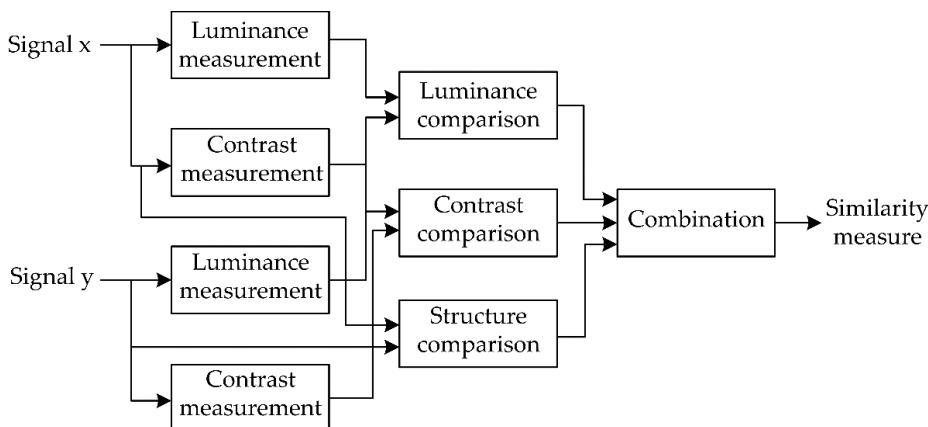 Signal x
Luminance
measurement
Contrast
measurement
Signal y
Luminance
measurement
Contrast
measurement
Luminance
comparison
Contrast
comparison
Structure
comparison
Combination
Similarity
measure